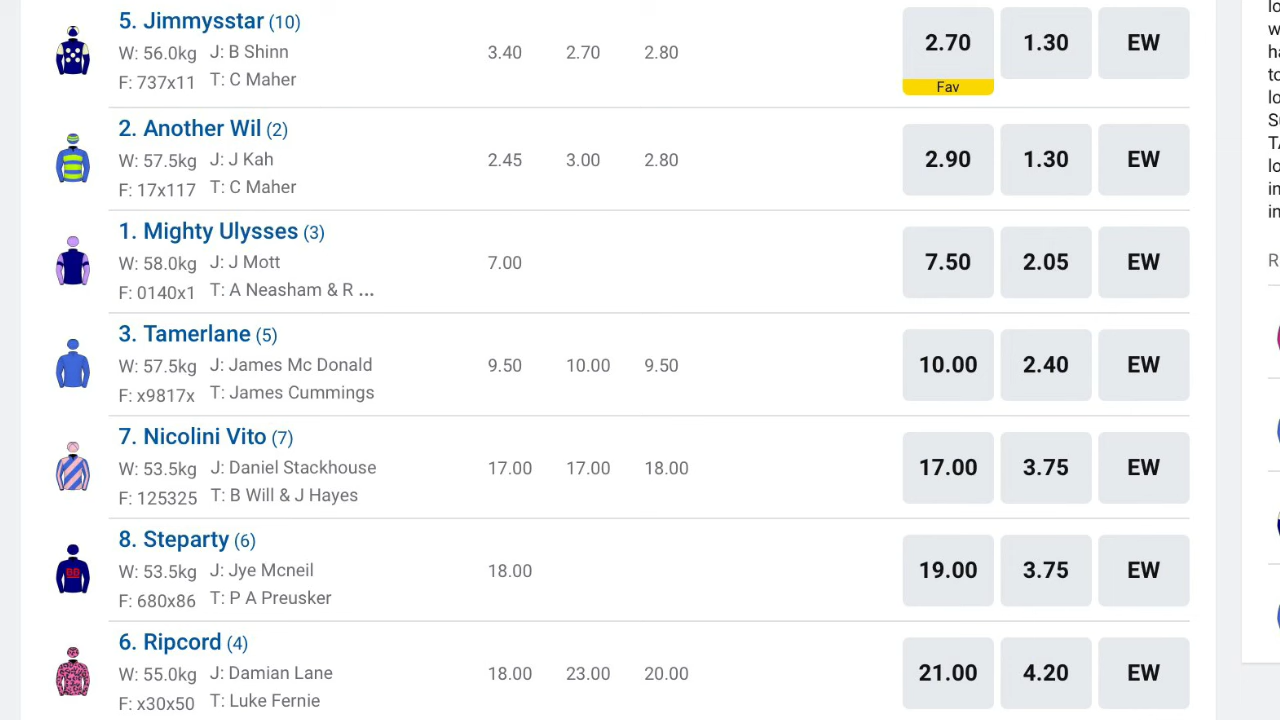 5. Jimmysstar (10)
W: 56.0kg J: B Shinn 3.40 2.70 2.80 2.70 1.30 EW
F: 737x11 T: C Maher Fav
2. Another Wil (2)
W: 57.5kg J: J Kah 2.45 3.00 2.80 2.90 1.30 EW
F: 17x117 T: C Maher
1. Mighty Ulysses (3)
W: 58.0kg J: J Mott 7.00 7.50 2.05 EW
F: 0140x1 T: A Neasham & R ...
3. Tamerlane (5)
W: 57.5kg J: James Mc Donald 9.50 10.00 9.50 10.00 2.40 EW
F: x9817x T: James Cummings
7. Nicolini Vito (7)
W: 53.5kg J: Daniel Stackhouse 17.00 17.00 18.00 17.00 3.75 EW
F: 125325 T: B Will & J Hayes
8. Steparty (6)
W: 53.5kg J: Jye Mcneil 18.00 19.00 3.75 EW
F: 680x86 T: P A Preusker
6. Ripcord (4)
W: 55.0kg J: Damian Lane 18.00 23.00 20.00 21.00 4.20 EW
F: x30x50 T: Luke Fernie